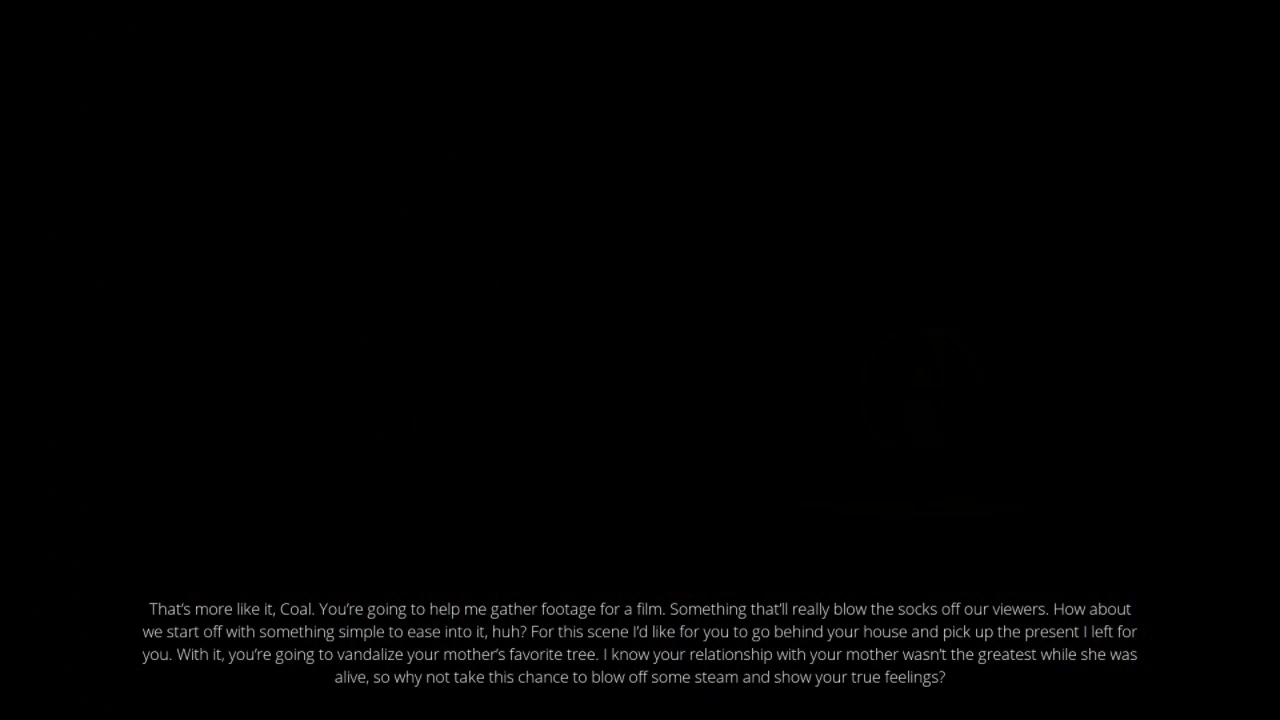 That’s more like it, Coal. You’re going to help me gather footage for a film. Something that’ll really blow the socks off our viewers. How about
we start off with something simple to ease into it, huh? For this scene I’d like for you to go behind your house and pick up the present I left for
you. With it, you’re going to vandalize your mother’s favorite tree. I know your relationship with your mother wasn’t the greatest while she was
alive, so why not take this chance to blow off some steam and show your true feelings?